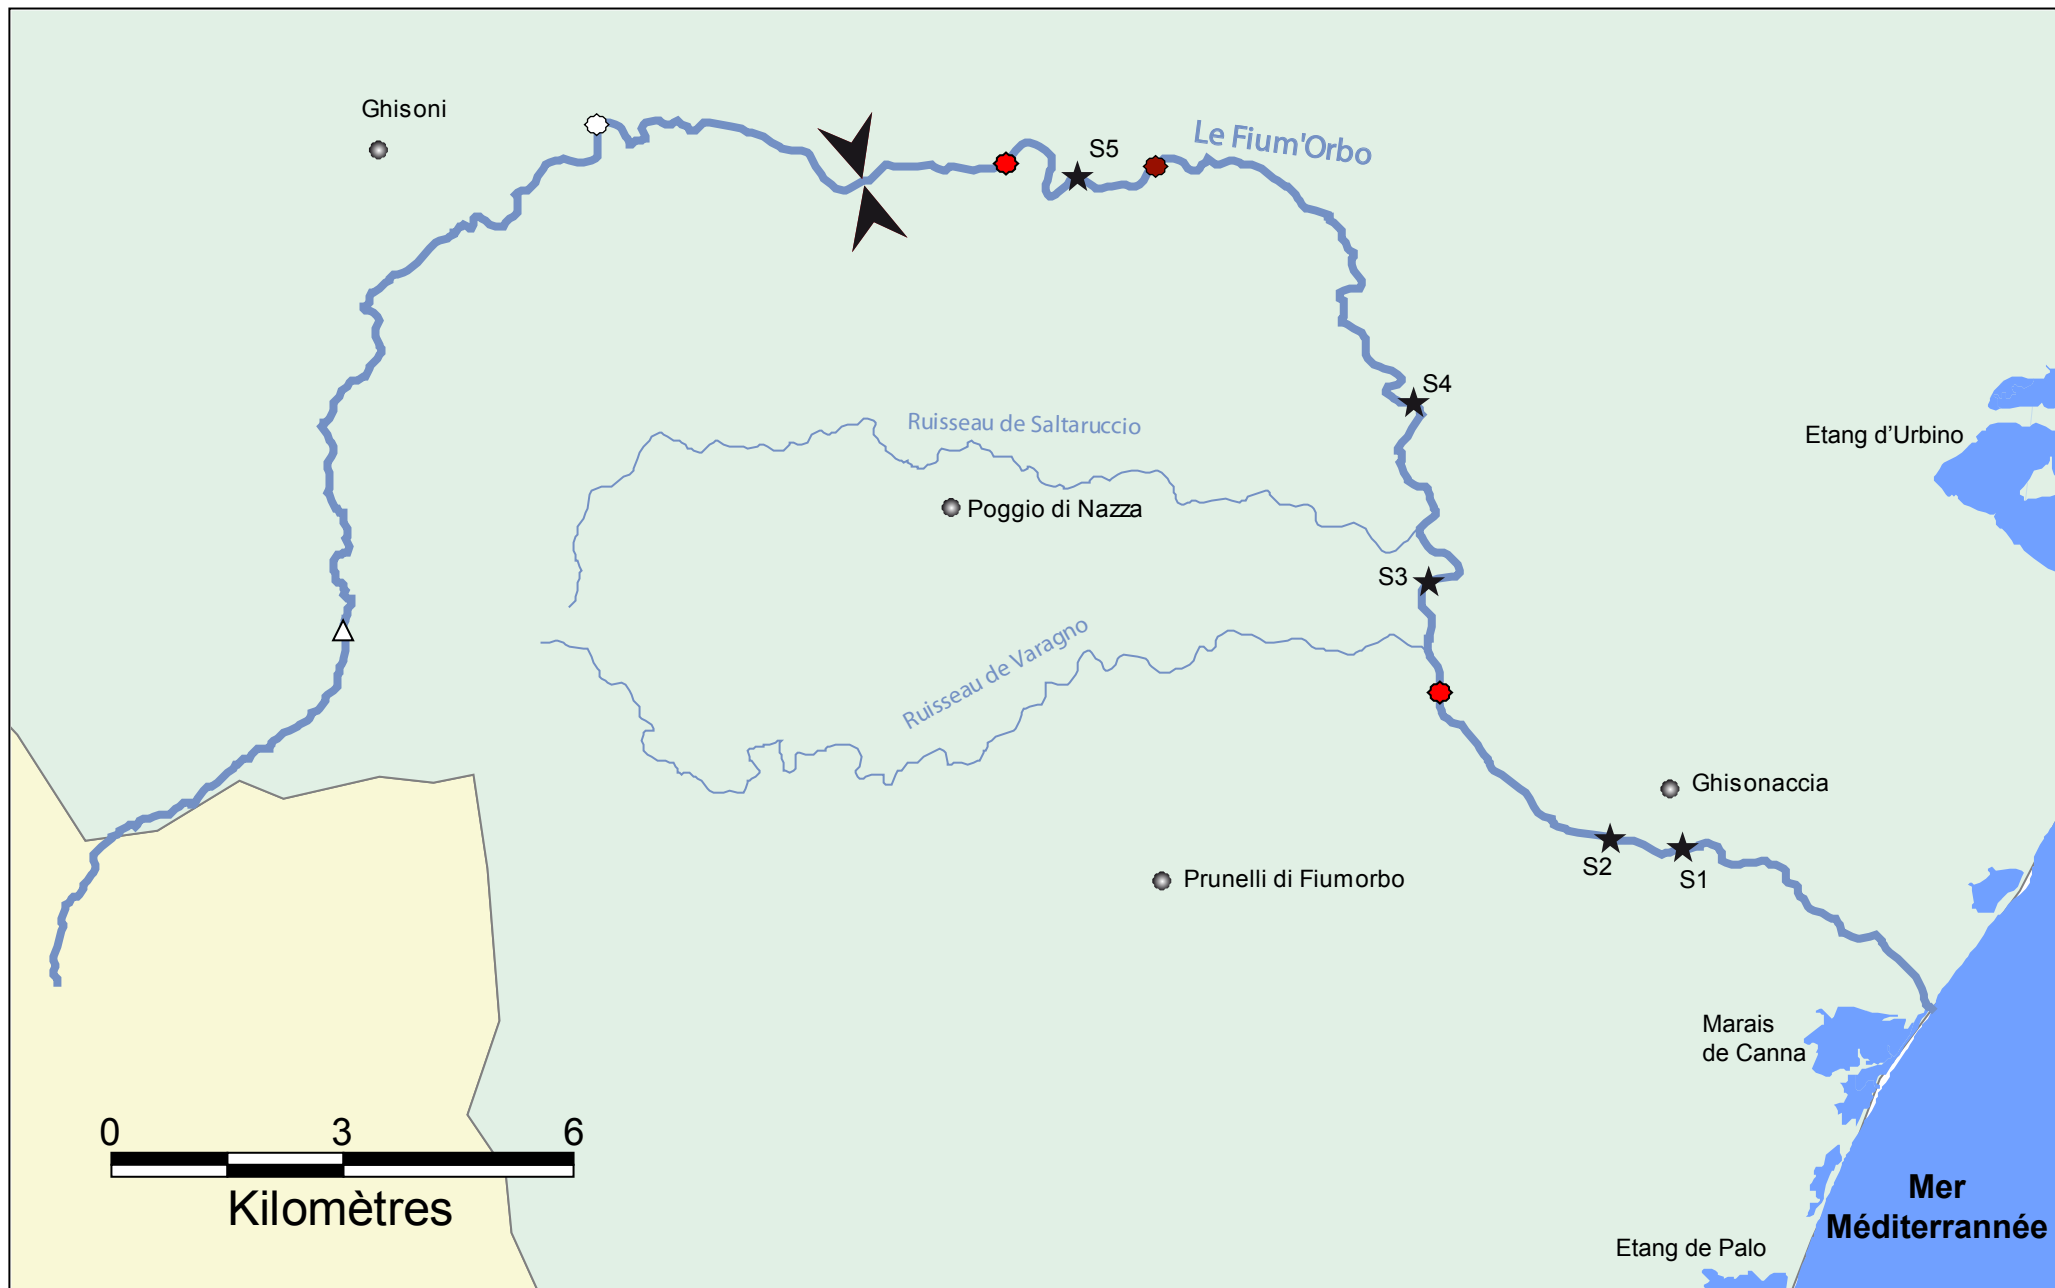 Ghisoni
S5
Le Fium'Orbo
S4
Ruisseau de Saltaruccio
Etang d'Urbino
Poggio di Nazza
S3
Ruisseau de Varagno
Ghisonaccia
S2
S1
Prunelli di Fiumorbo
Marais
de Canna
0 3 6
Kilomètres
Mer
Méditerrannée
Etang de Palo